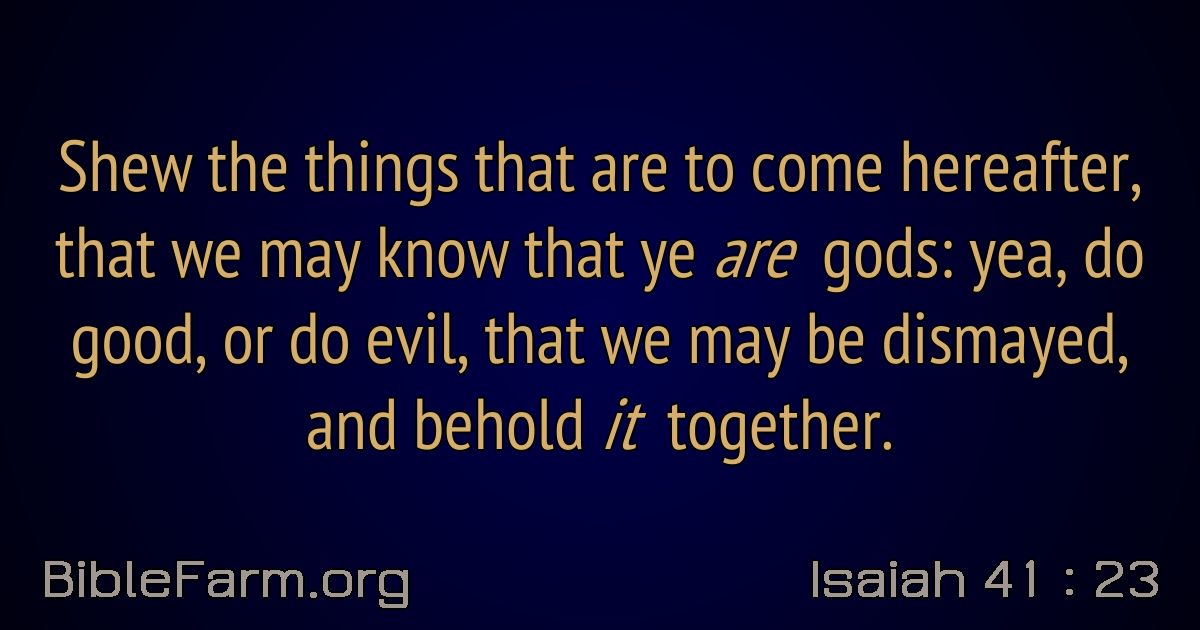 Shew the things that are to come hereafter,
that we may know that ye are gods: yea, do
good, or do evil, that we may be dismayed,
and behold it together.
BibleFarm.org
Isaiah 41 : 23